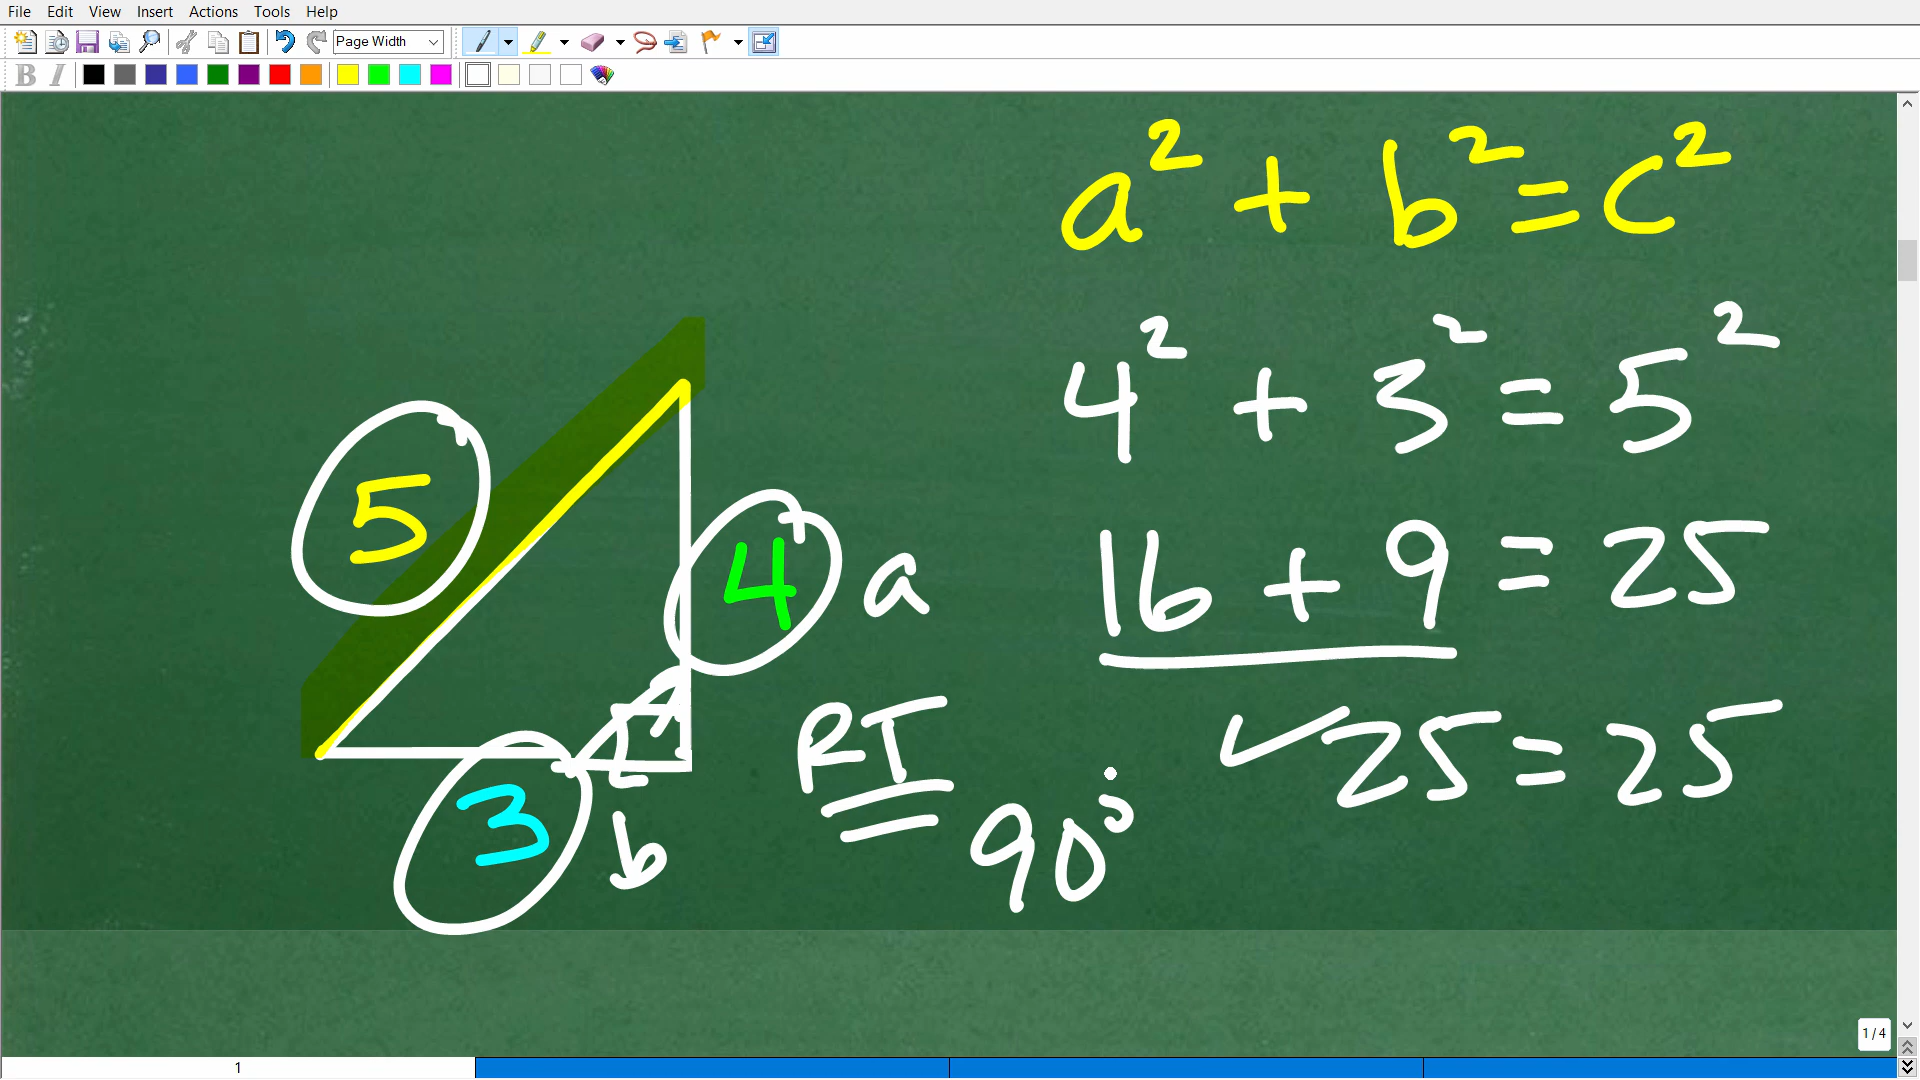 File Edit View Insert Actions Tools Help
Page Width
B I
a² + b² = c²
4² + 3² = 5²
5
4 a
16 + 9 = 25
RT
25 = 25
3
b
90°
1 / 4
1